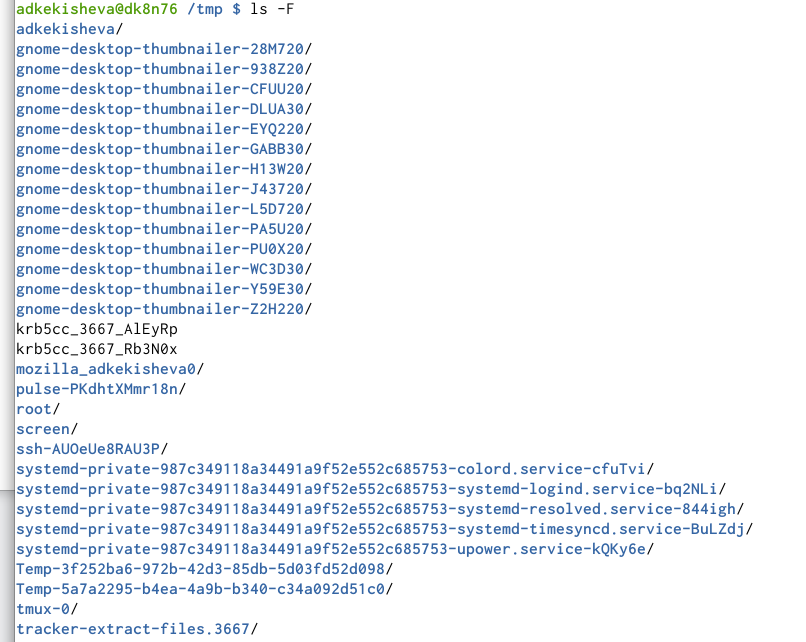 adkekisheva@dk8n76 /tmp $ ls -F
adkekisheva/
gnome-desktop-thumbnailer-28M720/
gnome-desktop-thumbnailer-938Z20/
gnome-desktop-thumbnailer-CFUU20/
gnome-desktop-thumbnailer-DLUA30/
gnome-desktop-thumbnailer-EYQ220/
gnome-desktop-thumbnailer-GABB30/
gnome-desktop-thumbnailer-H13W20/
gnome-desktop-thumbnailer-J43720/
gnome-desktop-thumbnailer-L5D720/
gnome-desktop-thumbnailer-PA5U20/
gnome-desktop-thumbnailer-PU0X20/
gnome-desktop-thumbnailer-WC3D30/
gnome-desktop-thumbnailer-Y59E30/
gnome-desktop-thumbnailer-Z2H220/
krb5cc_3667_AlEyRp
krb5cc_3667_Rb3N0x
mozilla_adkekisheva0/
pulse-PKdhtXMmr18n/
root/
screen/
ssh-AUOeUe8RAU3P/
systemd-private-987c349118a34491a9f52e552c685753-colord.service-cfuTvi/
systemd-private-987c349118a34491a9f52e552c685753-systemd-logind.service-bq2NLi/
systemd-private-987c349118a34491a9f52e552c685753-systemd-resolved.service-844igh/
systemd-private-987c349118a34491a9f52e552c685753-systemd-timesyncd.service-BuLZdj/
systemd-private-987c349118a34491a9f52e552c685753-upower.service-kQKy6e/
Temp-3f252ba6-972b-42d3-85db-5d03fd52d098/
Temp-5a7a2295-b4ea-4a9b-b340-c34a092d51c0/
tmux-0/
tracker-extract-files.3667/